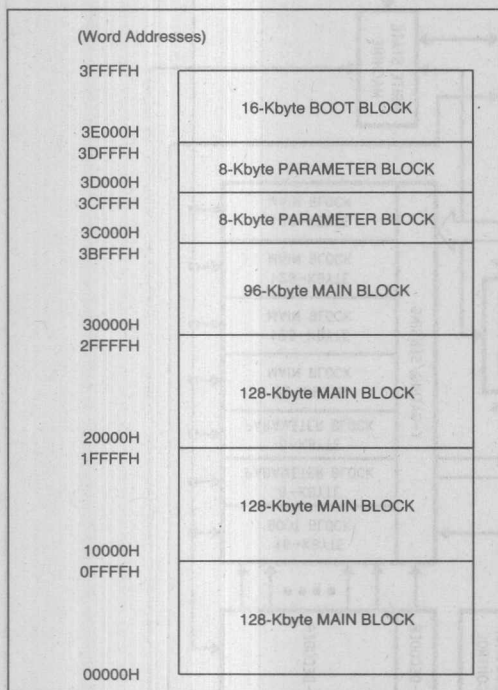 (Word Addresses)
3FFFFH
16-Kbyte BOOT BLOCK
3E000H
3DFFFH
8-Kbyte PARAMETER BLOCK
3D000H
3CFFFH
8-Kbyte PARAMETER BLOCK
3C000H
3BFFFH
96-Kbyte MAIN BLOCK
30000H
2FFFFH
128-Kbyte MAIN BLOCK
20000H
1FFFFH
128-Kbyte MAIN BLOCK
10000H
0FFFFH
128-Kbyte MAIN BLOCK
00000H